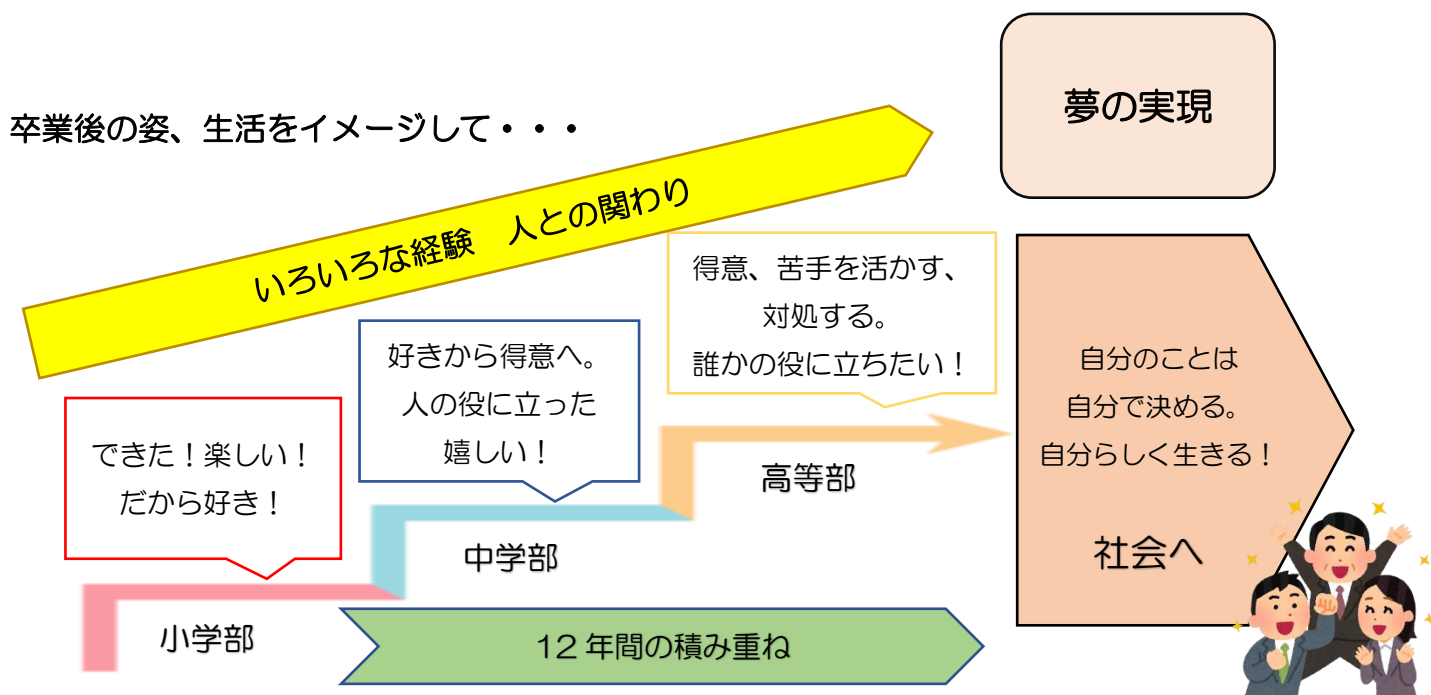 夢の実現
卒業後の姿、生活をイメージして・・・
いろいろな経験　人との関わり
得意、苦手を活かす、
対処する。
誰かの役に立ちたい！
好きから得意へ。
人の役に立った
嬉しい！
できた！楽しい！
だから好き！
自分のことは
自分で決める。
自分らしく生きる！
社会へ
高等部
中学部
小学部
12 年間の積み重ね